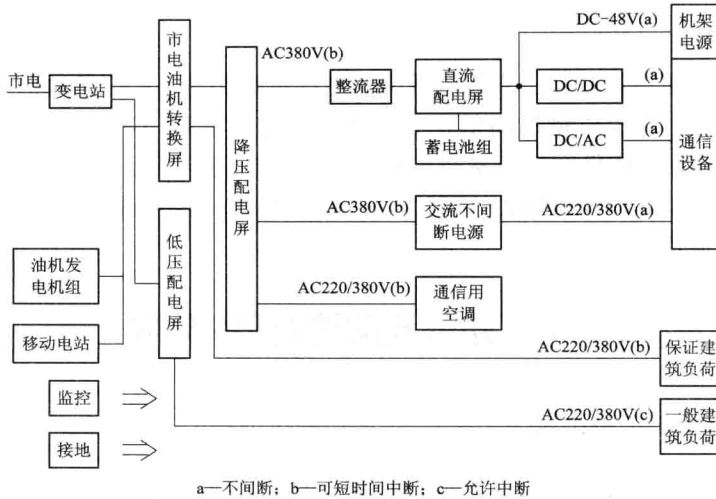 DC-48V(a)
机架
电源
市电
变电站
市电油机转换屏
AC380V(b)
降压配电屏
整流器
直流
配电屏
DC/DC
(a)
DC/AC
(a)
通信
设备
蓄电池组
低压配电屏
AC380V(b)
交流不间
断电源
AC220/380V(a)
油机发
电机组
AC220/380V(b)
通信用
空调
移动电站
AC220/380V(b)
保证建
筑负荷
监控
AC220/380V(c)
一般建
筑负荷
接地
a—不间断；b—可短时间中断；c—允许中断